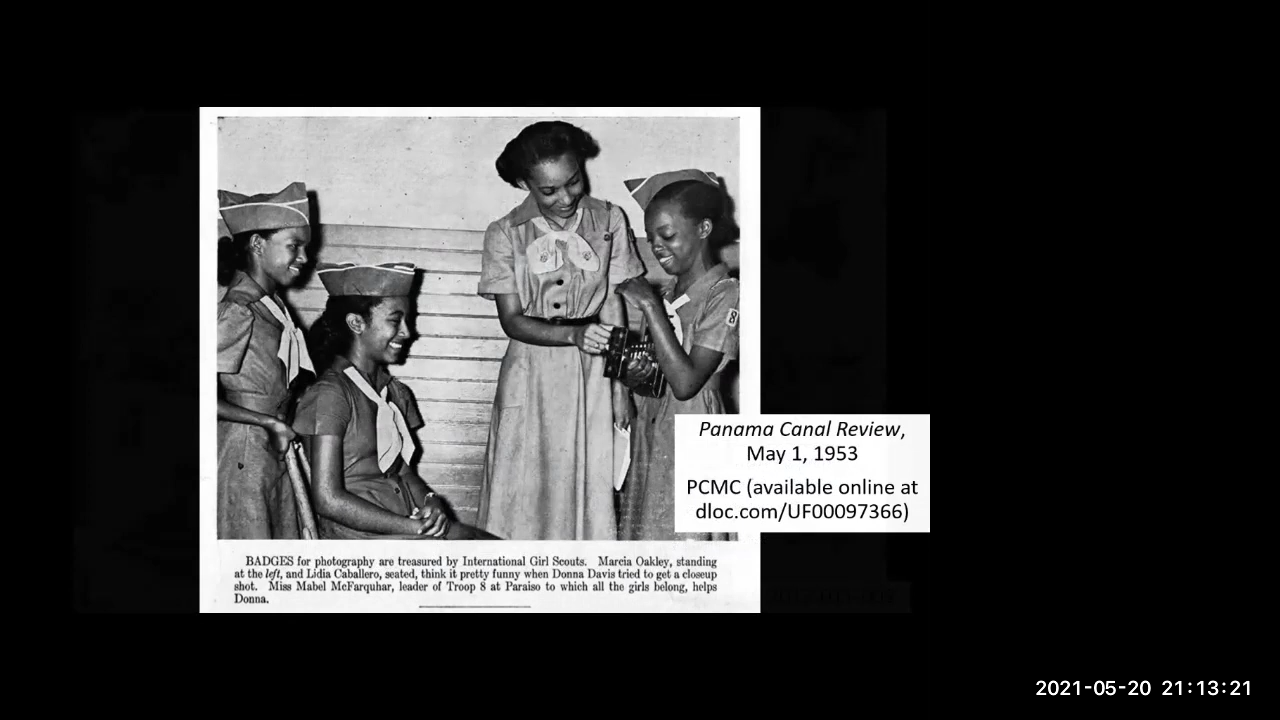 8
Panama Canal Review,
May 1, 1953
PCMC (available online at
dloc.com/UF00097366)
BADGES for photography are treasured by International Girl Scouts. Marcia Oakley, standing
at the left, and Lidia Caballero, seated, think it pretty funny when Donna Davis tried to get a closeup
shot. Miss Mabel McFarquhar, leader of Troop 8 at Paraiso to which all the girls belong, helps
Donna.
2021-05-20 21:13:21